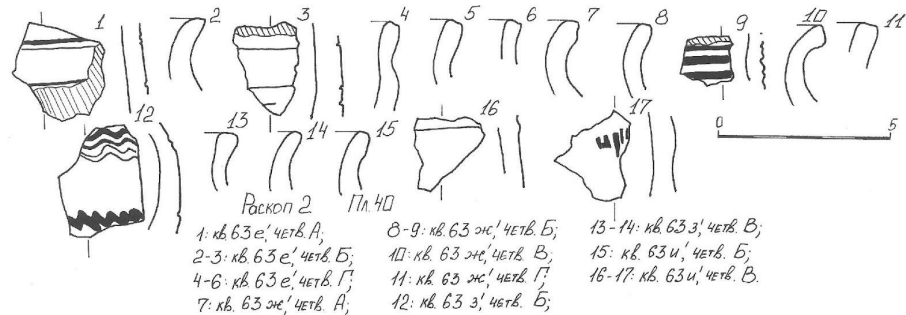 1 2 3 4 5 6 7 8 9 10 11
0 5
12 13 14 15 16 17
Раскоп 2 Пл. 40
1: кв. 63 е', четв. А;
2-3: кв. 63 е', четв. Б;
4-6: кв. 63 е', четв. Г;
7: кв. 63 ж', четв. А;
8-9: кв. 63 ж', четв. Б;
10: кв. 63 ж', четв. В;
11: кв. 63 ж', четв. Г;
12: кв. 63 з', четв. Б;
13-14: кв. 63 з', четв. В;
15: кв. 63 и', четв. Б;
16-17: кв. 63 и', четв. В.